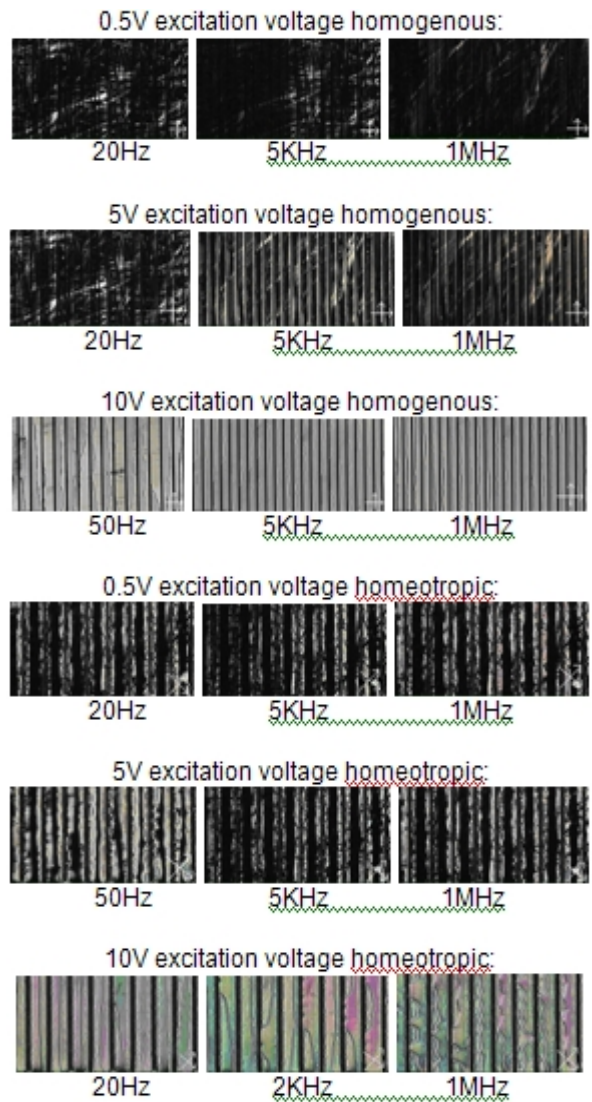 0.5V excitation voltage homogenous:
20Hz 5KHz 1MHz
5V excitation voltage homogenous:
20Hz 5KHz 1MHz
10V excitation voltage homogenous:
50Hz 5KHz 1MHz
0.5V excitation voltage homeotropic:
20Hz 5KHz 1MHz
5V excitation voltage homeotropic:
50Hz 5KHz 1MHz
10V excitation voltage homeotropic:
20Hz 2KHz 1MHz